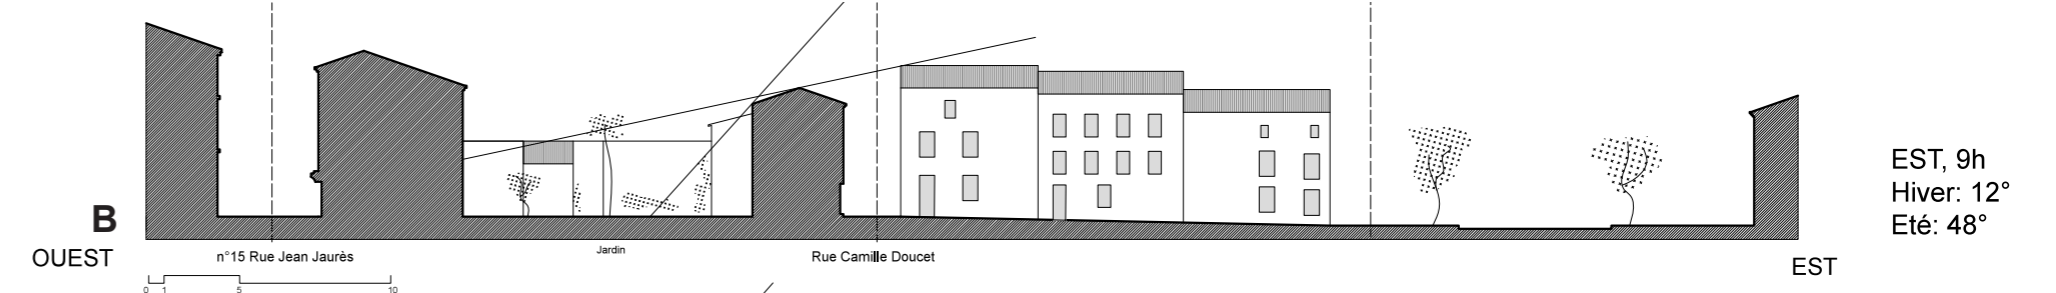 EST, 9h
Hiver: 12°
Eté: 48°
B
OUEST
n°15 Rue Jean Jaurès
Jardin
Rue Camille Doucet
EST
0 1 5 10